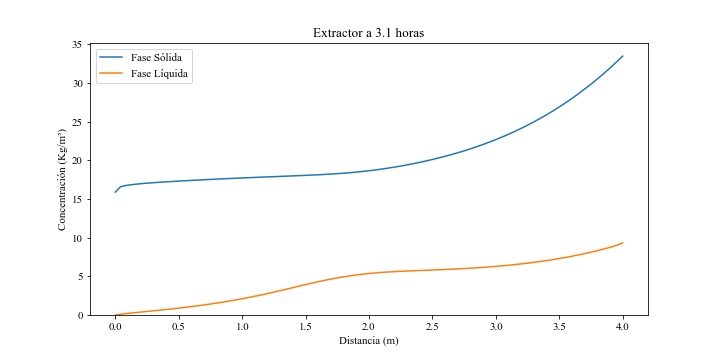 Extractor a 3.1 horas
Fase Sólida
Fase Líquida
Concentración (Kg/m³)
35
30
25
20
15
10
5
0
0.0 0.5 1.0 1.5 2.0 2.5 3.0 3.5 4.0
Distancia (m)